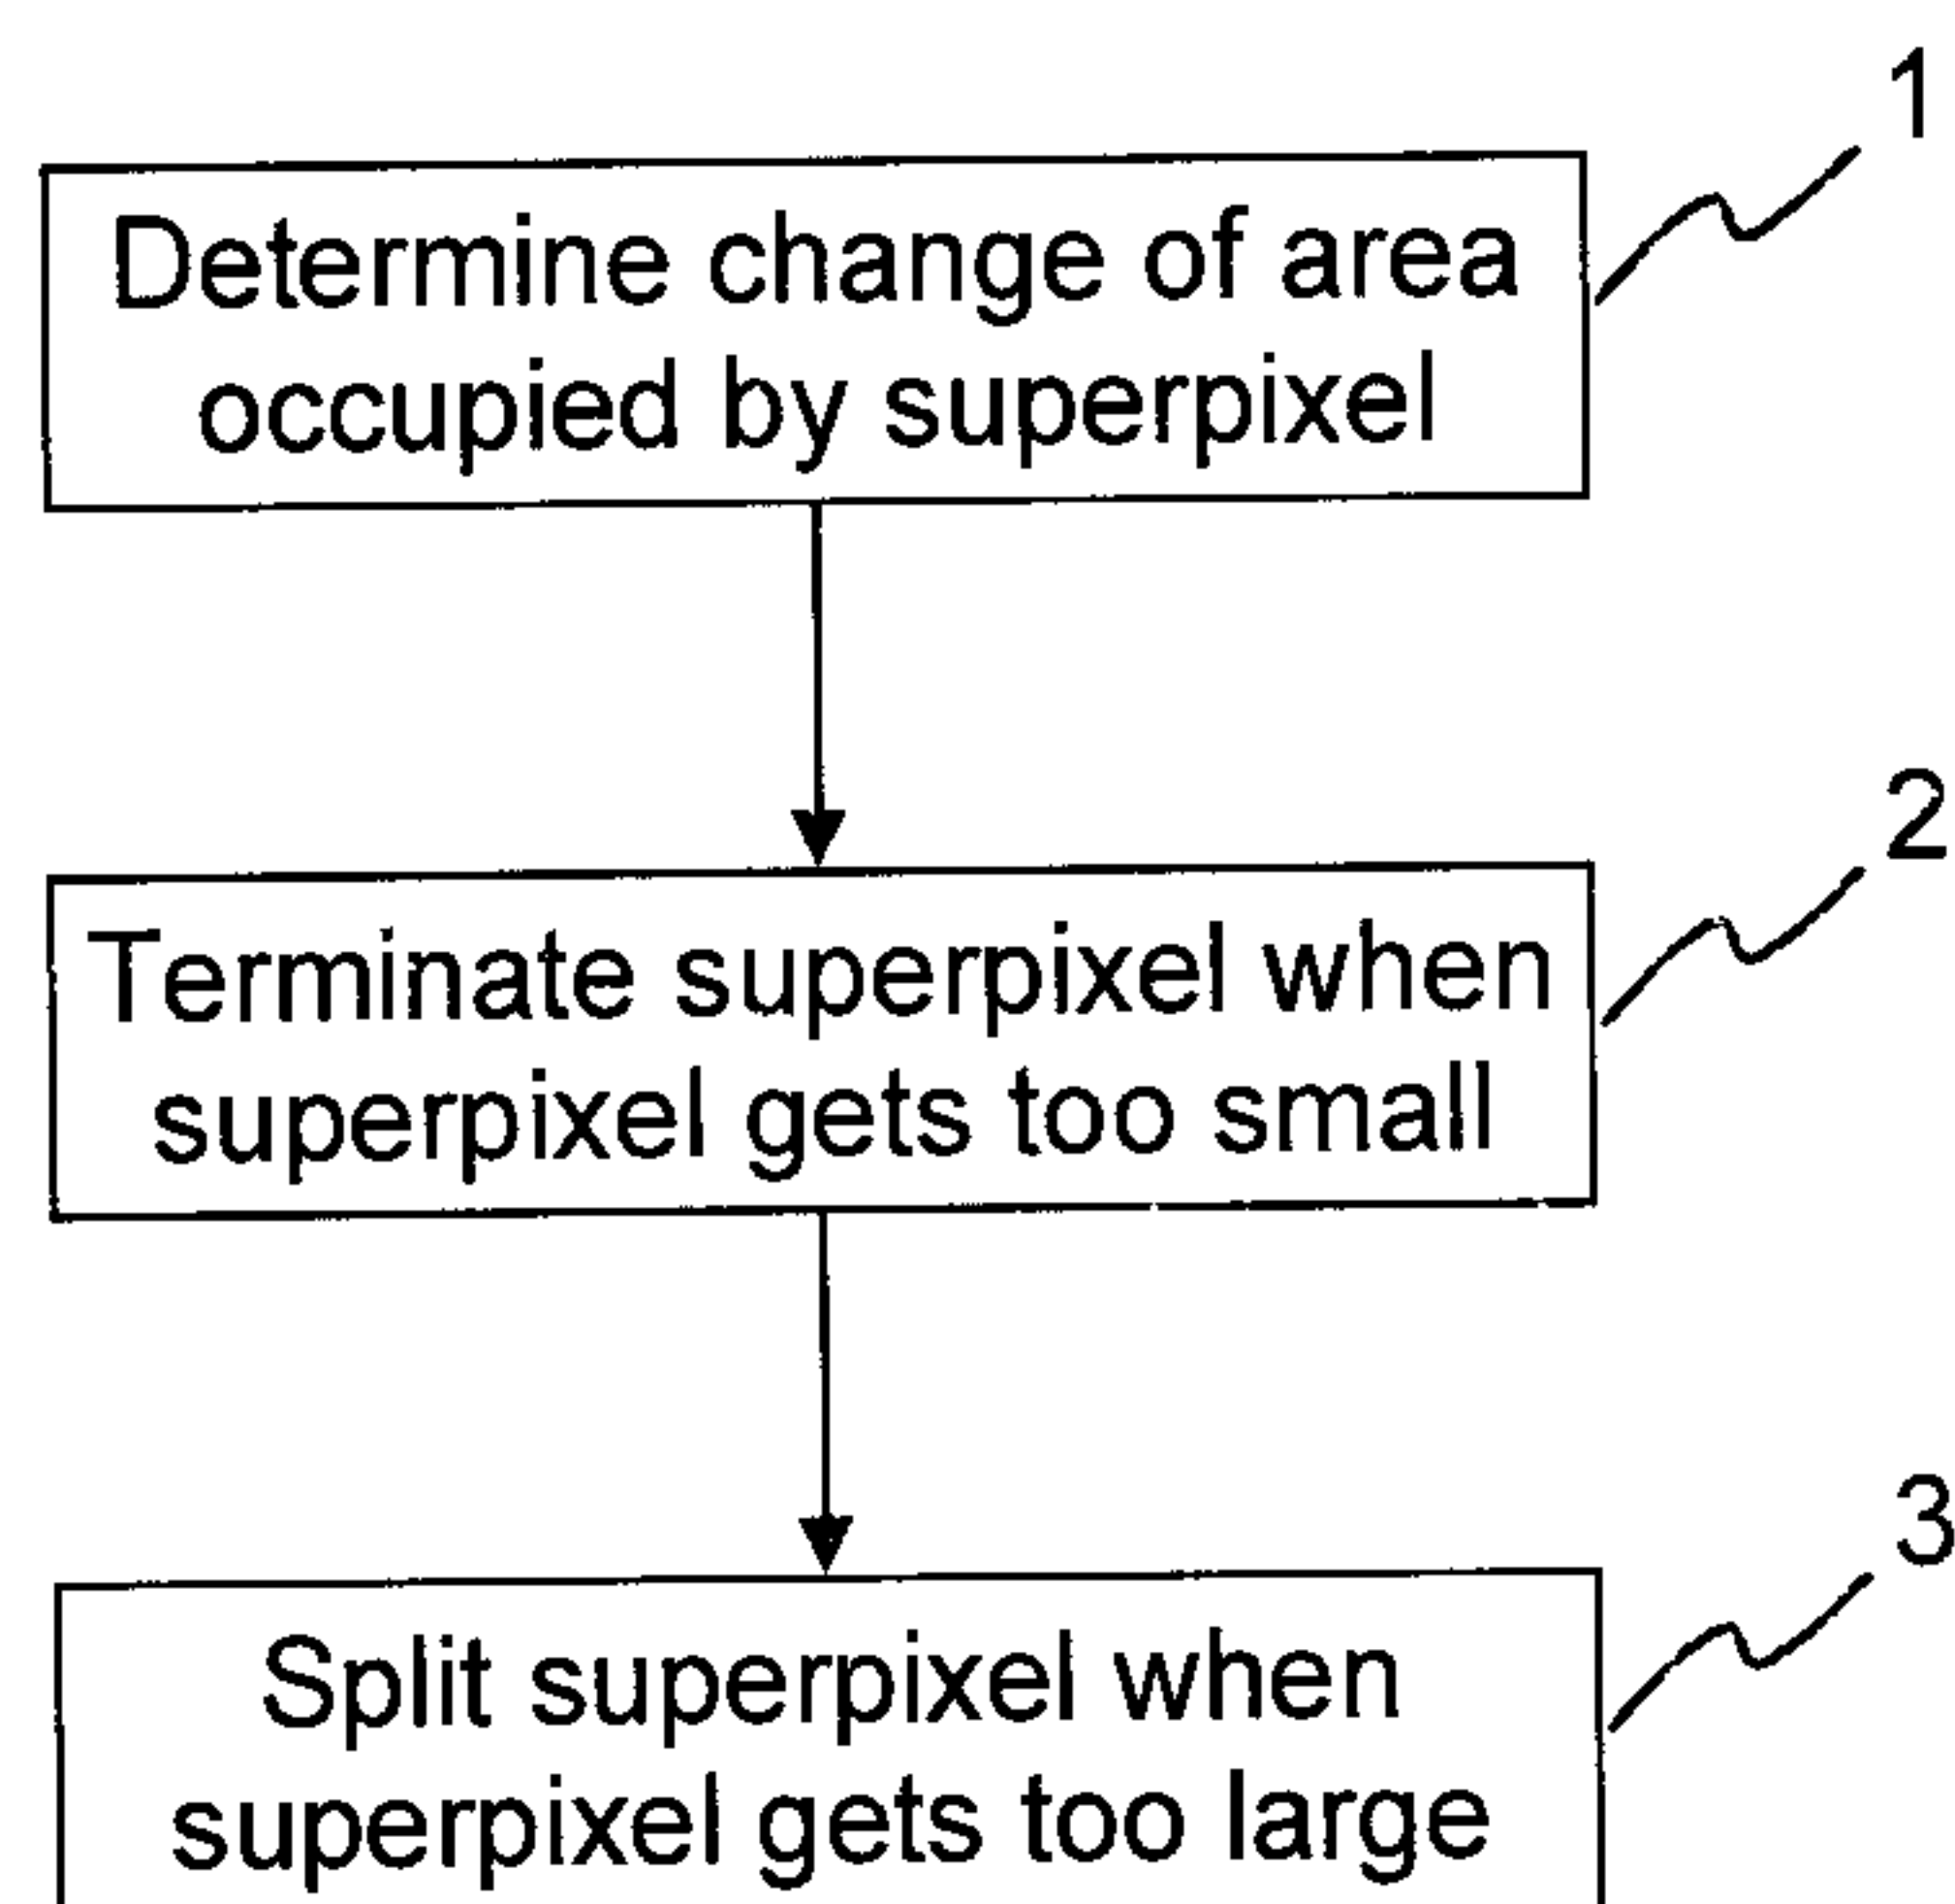 1
Determine change of area
occupied by superpixel
2
Terminate superpixel when
superpixel gets too small
3
Split superpixel when
superpixel gets too large